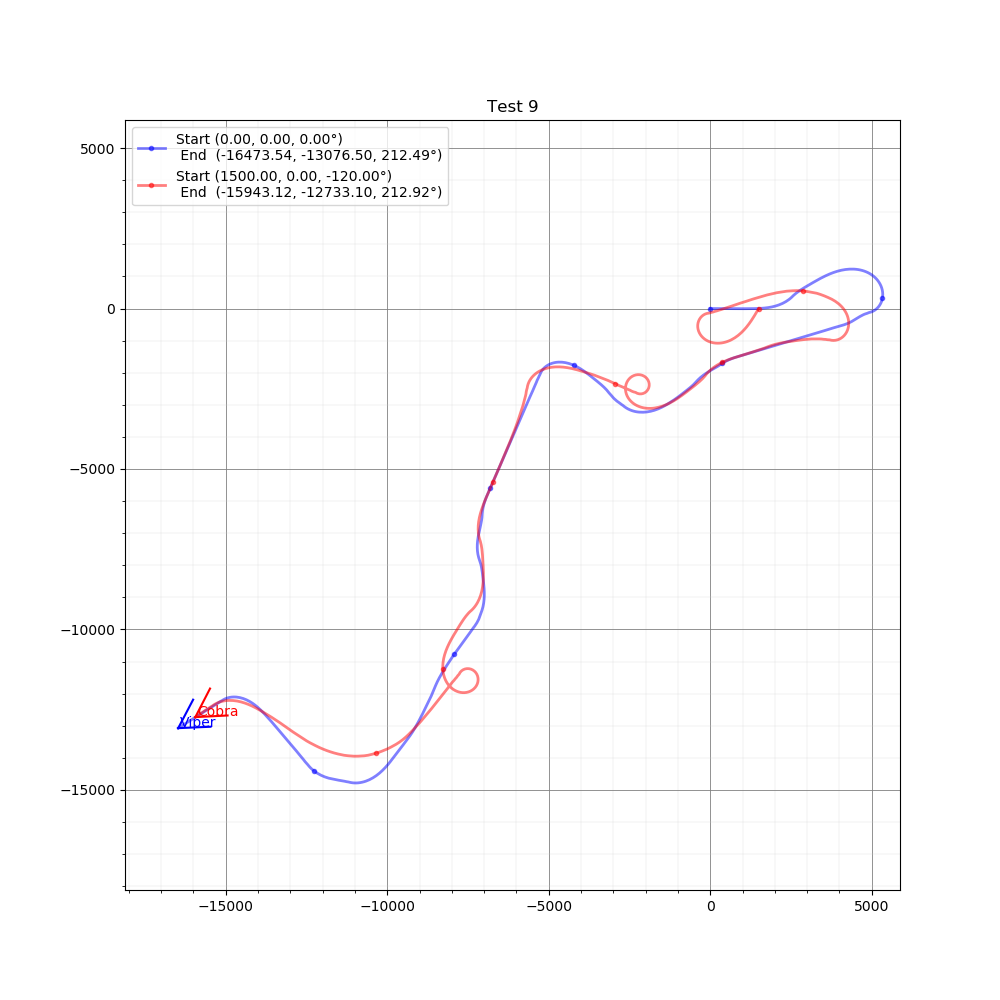 Test 9
Start (0.00, 0.00, 0.00°)
End (-16473.54, -13076.50, 212.49°)
Start (1500.00, 0.00, -120.00°)
End (-15943.12, -12733.10, 212.92°)
5000
0
−5000
−10000
−15000
Cobra
Viper
−15000
−10000
−5000
0
5000